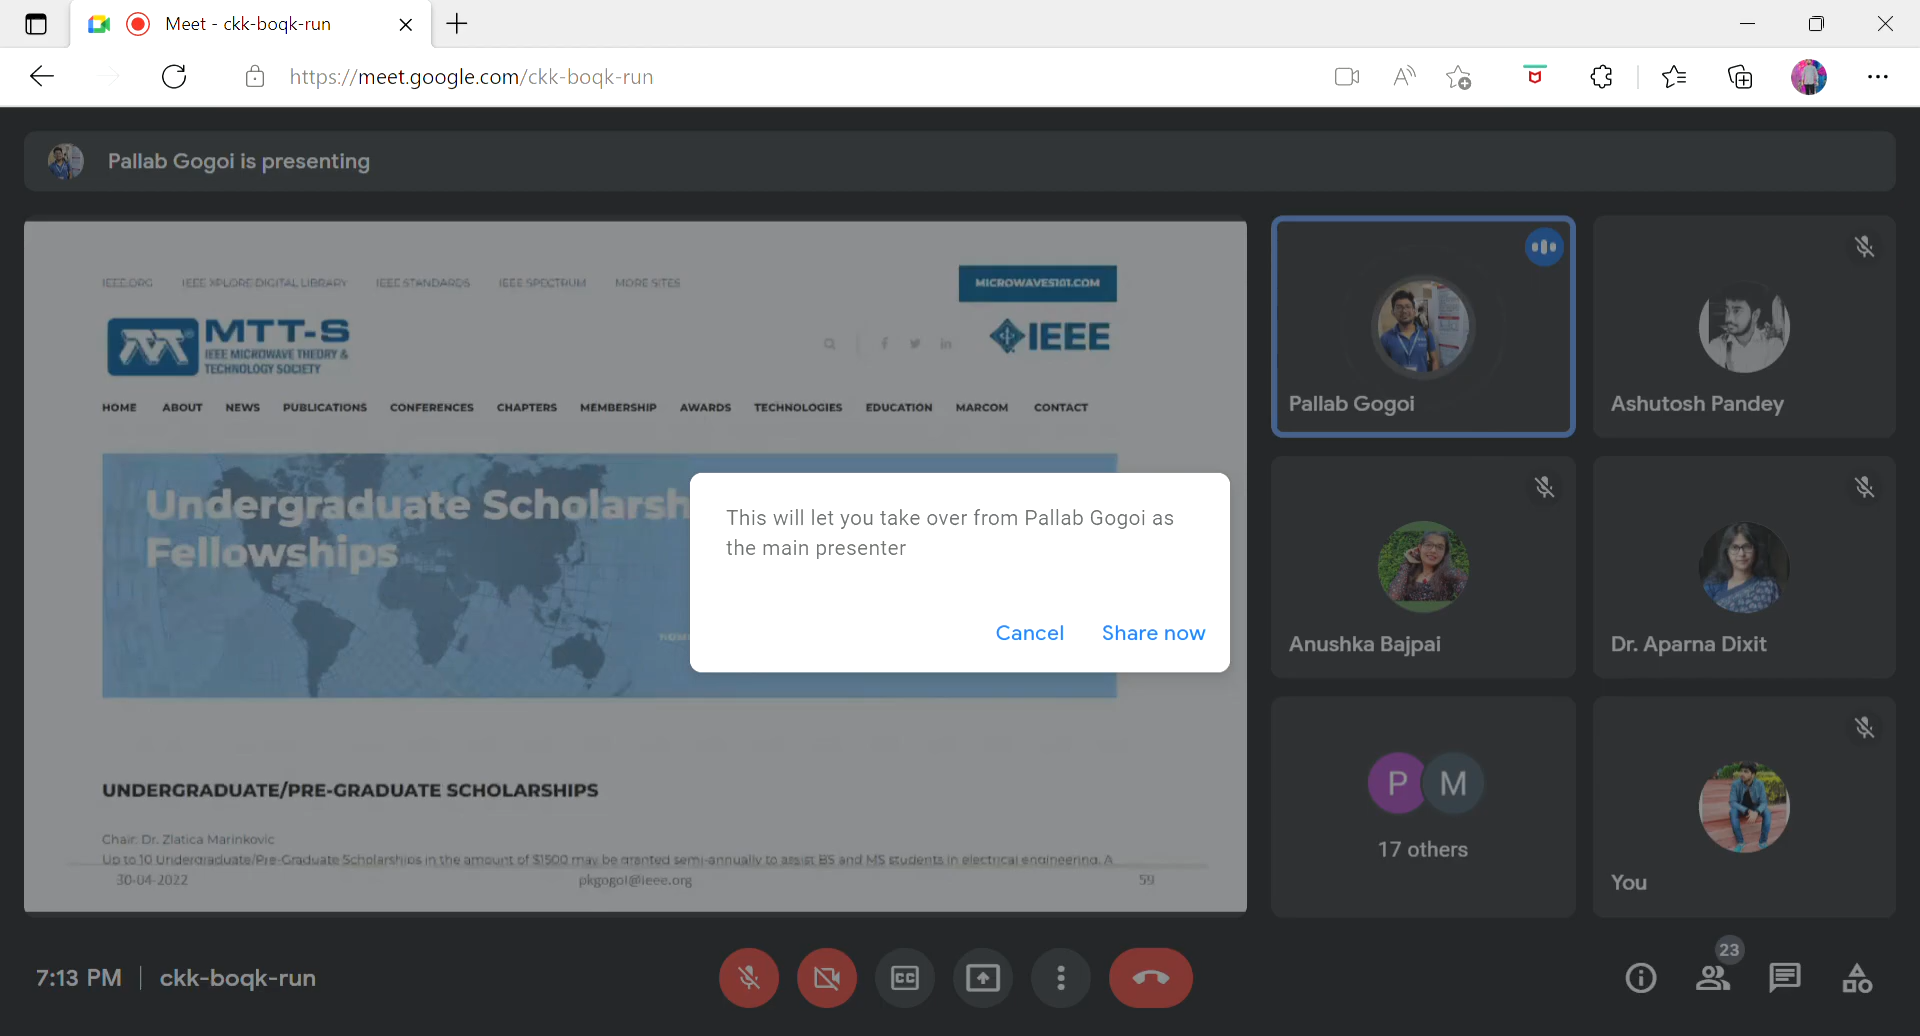 Meet - ckk-boqk-run
https://meet.google.com/ckk-boqk-run
Pallab Gogoi is presenting
IEEE.ORG IEEE XPLORE DIGITAL LIBRARY IEEE STANDARDS IEEE SPECTRUM MORE SITES
MICROWAVES101.COM
MTT-S
IEEE MICROWAVE THEORY &
TECHNOLOGY SOCIETY
IEEE
HOME ABOUT NEWS PUBLICATIONS CONFERENCES CHAPTERS MEMBERSHIP AWARDS TECHNOLOGIES EDUCATION MARCOM CONTACT
Undergraduate Scholarsh
Fellowships
This will let you take over from Pallab Gogoi as
the main presenter
Cancel Share now
UNDERGRADUATE/PRE-GRADUATE SCHOLARSHIPS
Chair: Dr. Zlatica Marinkovic
Up to 10 Undergraduate/Pre-Graduate Scholarships in the amount of $1500 may be granted semi-annually to assist BS and MS students in electrical engineering. A
30-04-2022 pkgogoi@ieee.org 59
Pallab Gogoi
Ashutosh Pandey
Anushka Bajpai
Dr. Aparna Dixit
P M
17 others
You
7:13 PM | ckk-boqk-run
CC
23